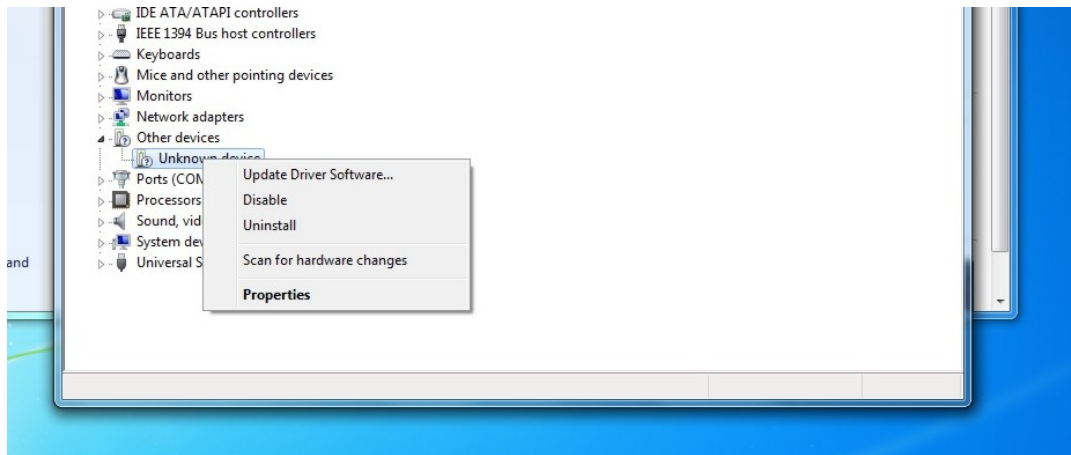 IDE ATA/ATAPI controllers
IEEE 1394 Bus host controllers
Keyboards
Mice and other pointing devices
Monitors
Network adapters
Other devices
Unknown device
Ports (COM
Processors
Sound, vid
System dev
Universal S
Update Driver Software...
Disable
Uninstall
Scan for hardware changes
Properties
and